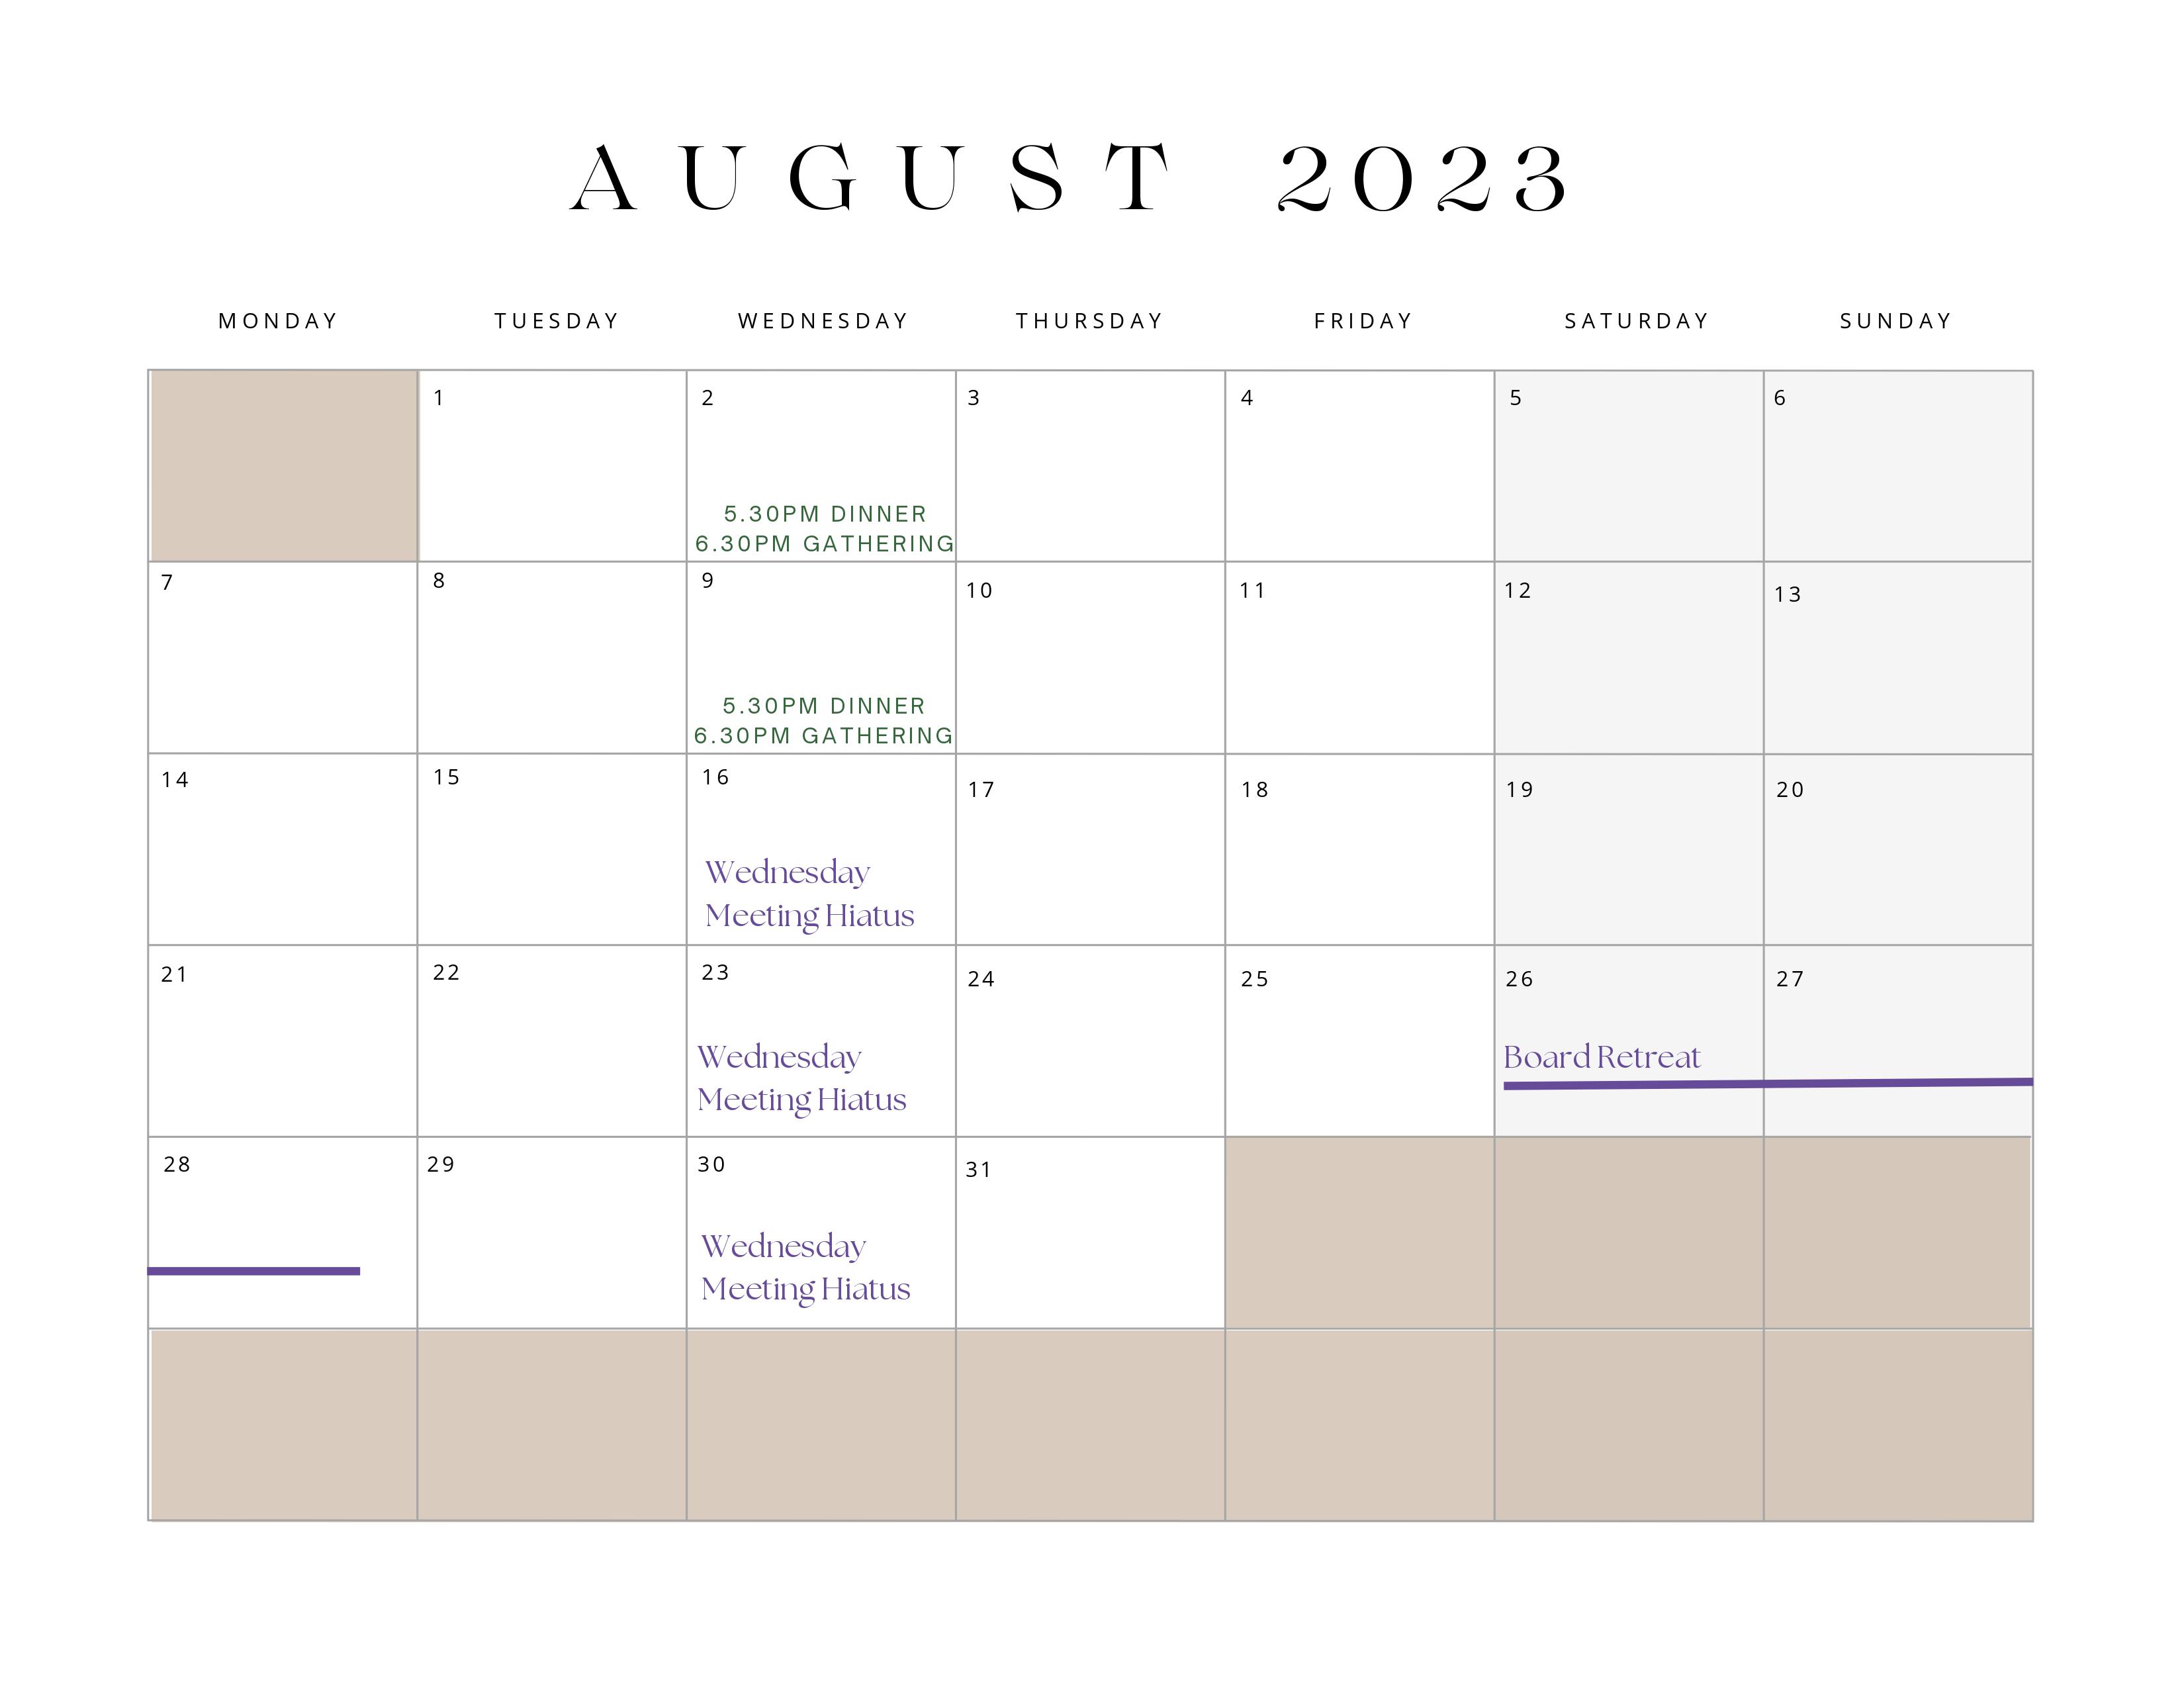 AUGUST 2023
MONDAY TUESDAY WEDNESDAY THURSDAY FRIDAY SATURDAY SUNDAY
1 2 3 4 5 6
5.30PM DINNER
6.30PM GATHERING
7 8 9 10 11 12 13
5.30PM DINNER
6.30PM GATHERING
14 15 16 17 18 19 20
Wednesday
Meeting Hiatus
21 22 23 24 25 26 27
Wednesday
Meeting Hiatus
Board Retreat
28 29 30 31
Wednesday
Meeting Hiatus